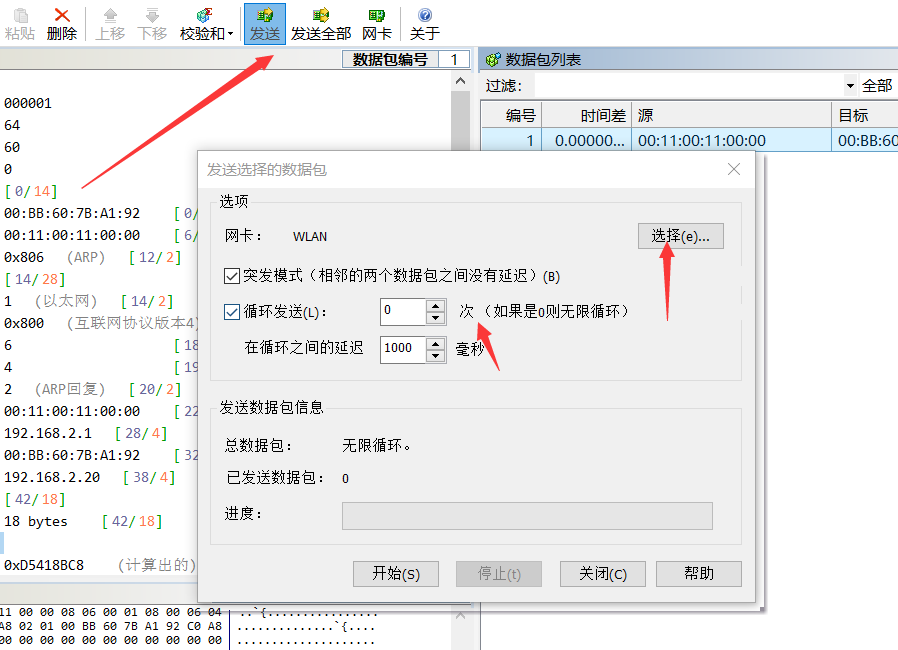 粘贴 删除 上移 下移 校验和 发送 发送全部 网卡 关于
数据包编号 1
数据包列表
过滤: 全部
编号 时间差 源 目标
1 0.00000... 00:11:00:11:00:00 00:BB:60
000001
64
60
0
[0/14]
00:BB:60:7B:A1:92 [0/
00:11:00:11:00:00 [6/
0x806 (ARP) [12/2]
[14/28]
1 (以太网) [14/2]
0x800 (互联网协议版本4)
6 [18
4 [19
2 (ARP回复) [20/2]
00:11:00:11:00:00 [22
192.168.2.1 [28/4]
00:BB:60:7B:A1:92 [32
192.168.2.20 [38/4]
[42/18]
18 bytes [42/18]
0xD5418BC8 (计算出的)
发送选择的数据包
选项
网卡: WLAN 选择(e)...
突发模式（相邻的两个数据包之间没有延迟）(B)
循环发送(L): 0 次（如果是0则无限循环）
在循环之间的延迟 1000 毫秒
发送数据包信息
总数据包: 无限循环。
已发送数据包: 0
进度:
开始(S) 停止(t) 关闭(C) 帮助
11 00 00 08 06 00 01 08 00 06 04 ..`{................
A8 02 01 00 BB 60 7B A1 92 C0 A8 ..............`{....
00 00 00 00 00 00 00 00 00 00 00 ....................